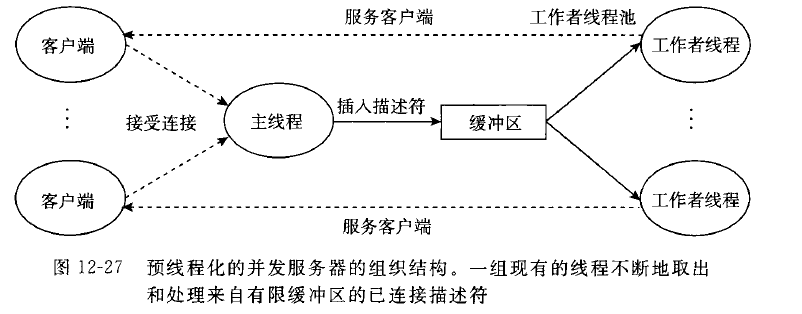 服务客户端
工作者线程池
客户端
工作者线程
⋮
接受连接
主线程
插入描述符
缓冲区
⋮
客户端
工作者线程
服务客户端
图 12-27 预线程化的并发服务器的组织结构。一组现有的线程不断地取出
和处理来自有限缓冲区的已连接描述符